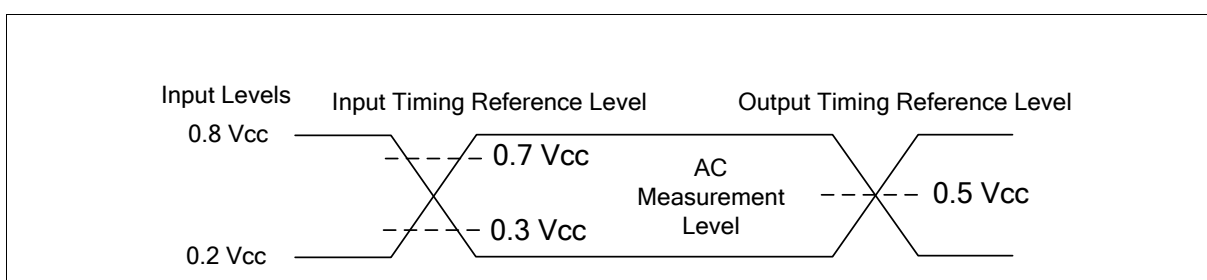 Input Levels
Input Timing Reference Level
Output Timing Reference Level
0.8 Vcc
0.7 Vcc
AC
Measurement
Level
0.5 Vcc
0.3 Vcc
0.2 Vcc